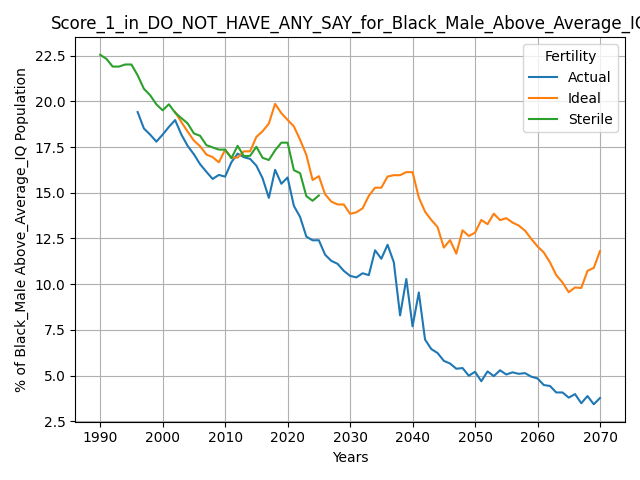 Score_1_in_DO_NOT_HAVE_ANY_SAY_for_Black_Male_Above_Average_IQ
Fertility
Actual
Ideal
Sterile
% of Black_Male Above_Average_IQ Population
22.5
20.0
17.5
15.0
12.5
10.0
7.5
5.0
2.5
1990 2000 2010 2020 2030 2040 2050 2060 2070
Years